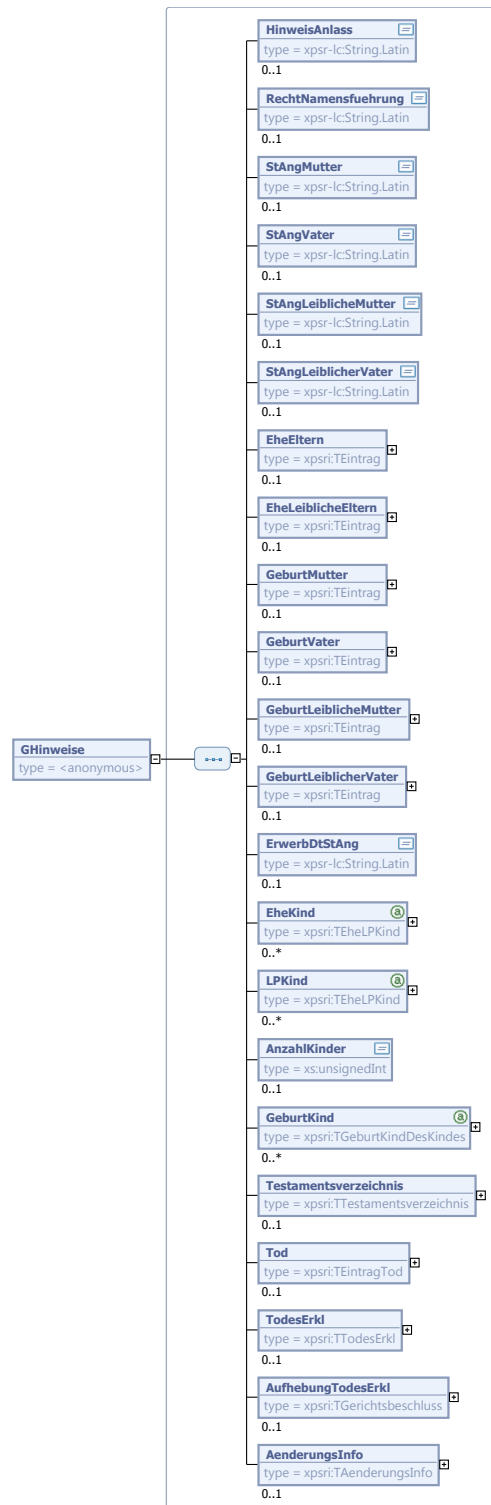 HinweisAnlass
type = xpsr-lc:String.Latin
0..1
RechtNamensfuehrung
type = xpsr-lc:String.Latin
0..1
StAngMutter
type = xpsr-lc:String.Latin
0..1
StAngVater
type = xpsr-lc:String.Latin
0..1
StAngLeiblicheMutter
type = xpsr-lc:String.Latin
0..1
StAngLeiblicherVater
type = xpsr-lc:String.Latin
0..1
EheEltern
type = xpsri:TEintrag
0..1
EheLeiblicheEltern
type = xpsri:TEintrag
0..1
GeburtMutter
type = xpsri:TEintrag
0..1
GeburtVater
type = xpsri:TEintrag
0..1
GeburtLeiblicheMutter
type = xpsri:TEintrag
0..1
GHinweise
type = <anonymous>
GeburtLeiblicherVater
type = xpsri:TEintrag
0..1
ErwerbDtStAng
type = xpsr-lc:String.Latin
0..1
EheKind
type = xpsri:TEheLPKind
0..*
LPKind
type = xpsri:TEheLPKind
0..*
AnzahlKinder
type = xs:unsignedInt
0..1
GeburtKind
type = xpsri:TGeburtKindDesKindes
0..*
Testamentsverzeichnis
type = xpsri:TTestamentsverzeichnis
0..1
Tod
type = xpsri:TEintragTod
0..1
TodesErkl
type = xpsri:TTodesErkl
0..1
AufhebungTodesErkl
type = xpsri:TGerichtsbeschluss
0..1
AenderungsInfo
type = xpsri:TAenderungsInfo
0..1